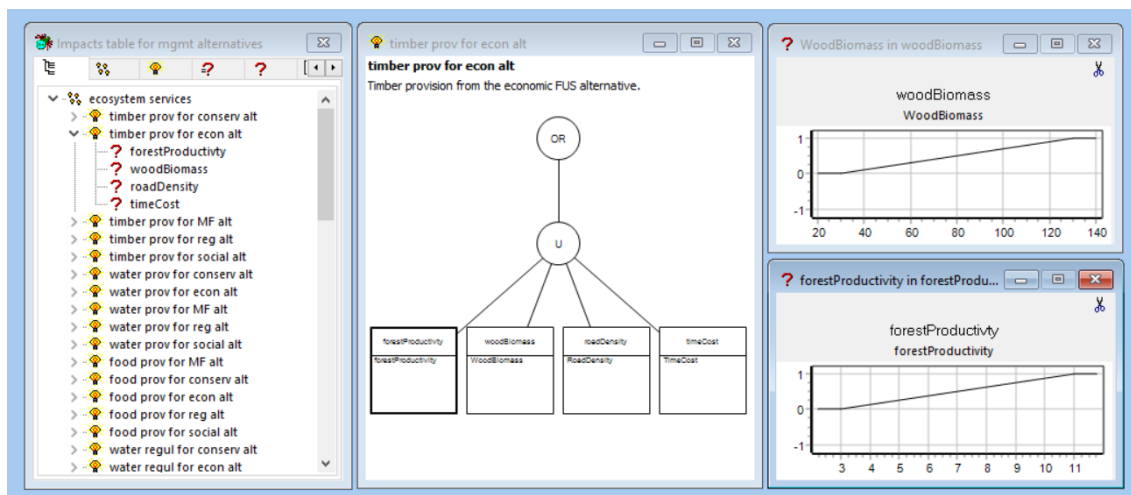 Impacts table for mgmt alternatives
ecosystem services
timber prov for conserv alt
timber prov for econ alt
forestProductivty
woodBiomass
roadDensity
timeCost
timber prov for MF alt
timber prov for reg alt
timber prov for social alt
water prov for conserv alt
water prov for econ alt
water prov for MF alt
water prov for reg alt
water prov for social alt
food prov for MF alt
food prov for conserv alt
food prov for econ alt
food prov for reg alt
food prov for social alt
water regul for conserv alt
water regul for econ alt
timber prov for econ alt
timber prov for econ alt
Timber provision from the economic FUS alternative.
OR
U
forestProductivty woodBiomass roadDensity timeCost
forestProductivity WoodBiomass RoadDensity TimeCost
WoodBiomass in woodBiomass
woodBiomass
WoodBiomass
1
0
-1
20 40 60 80 100 120 140
forestProductivity in forestProdu...
forestProductivty
forestProductivity
1
0
-1
3 4 5 6 7 8 9 10 11